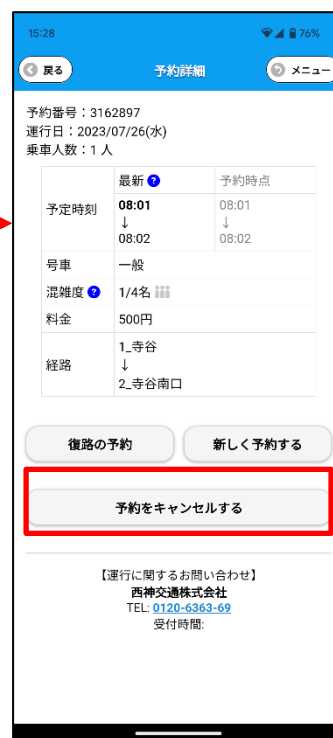 15:28 76%
戻る 予約詳細 メニュー
予約番号：3162897
運行日：2023/07/26(水)
乗車人数：1 人
最新 ? 予約時点
予定時刻 08:01 08:01
↓ ↓
08:02 08:02
号車 一般
混雑度 ? 1/4名
料金 500円
1_寺谷
経路 ↓
2_寺谷南口
復路の予約 新しく予約する
予約をキャンセルする
【運行に関するお問い合わせ】
西神交通株式会社
TEL: 0120-6363-69
受付時間: